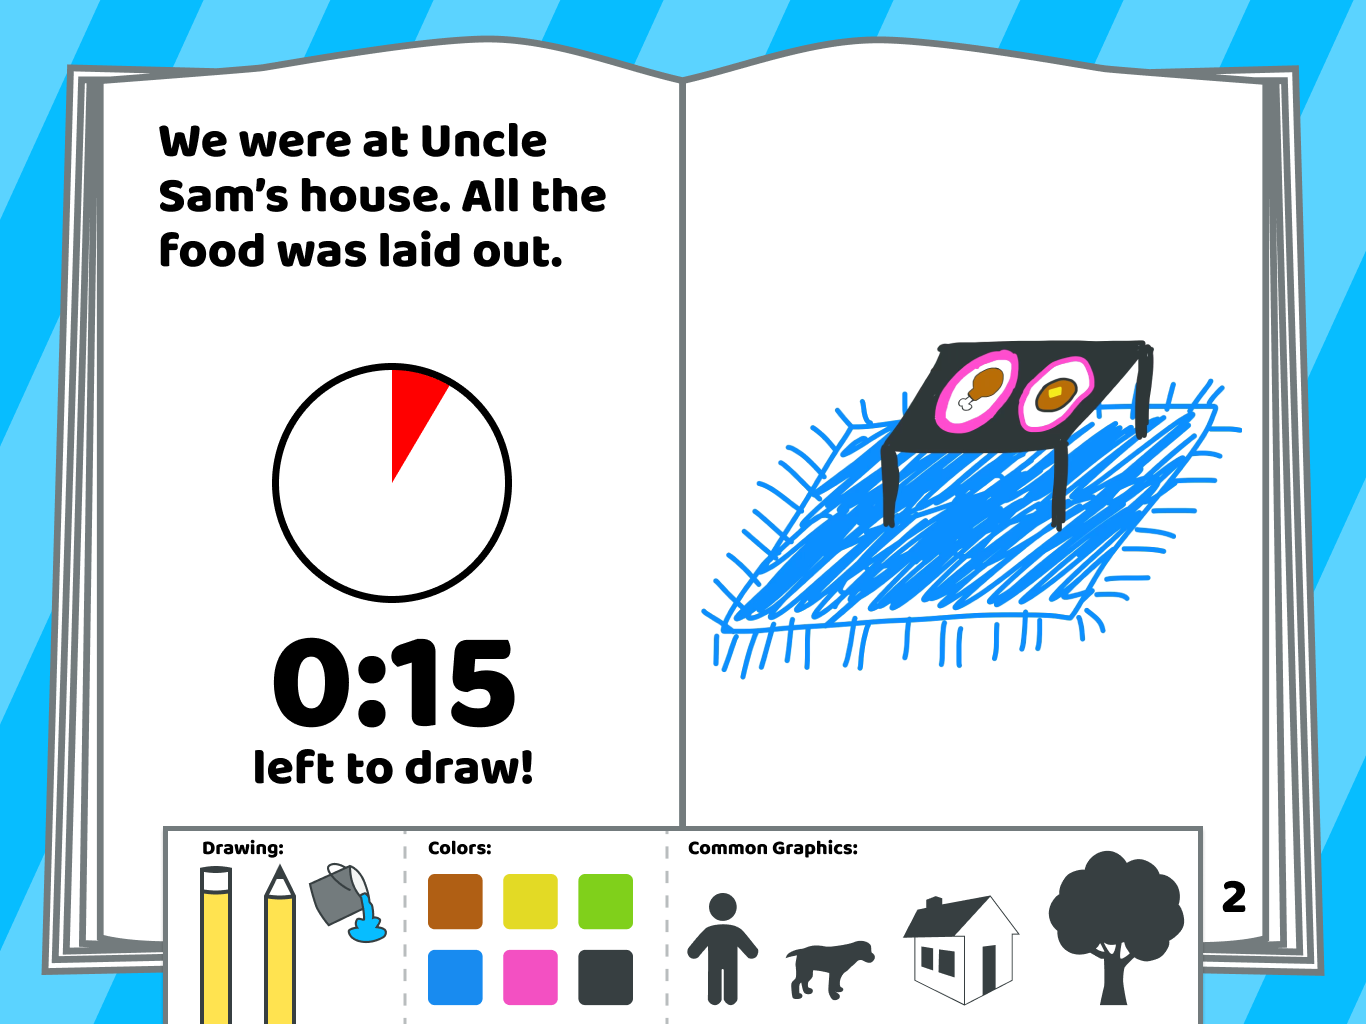 We were at Uncle
Sam's house. All the
food was laid out.
0:15
left to draw!
Drawing:
Colors:
Common Graphics:
2